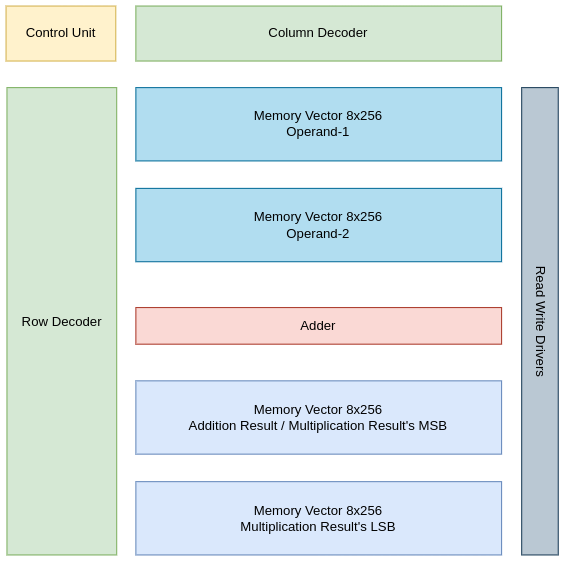 Control Unit
Column Decoder
Memory Vector 8x256
Operand-1
Memory Vector 8x256
Operand-2
Row Decoder
Adder
Read Write Drivers
Memory Vector 8x256
Addition Result / Multiplication Result's MSB
Memory Vector 8x256
Multiplication Result's LSB